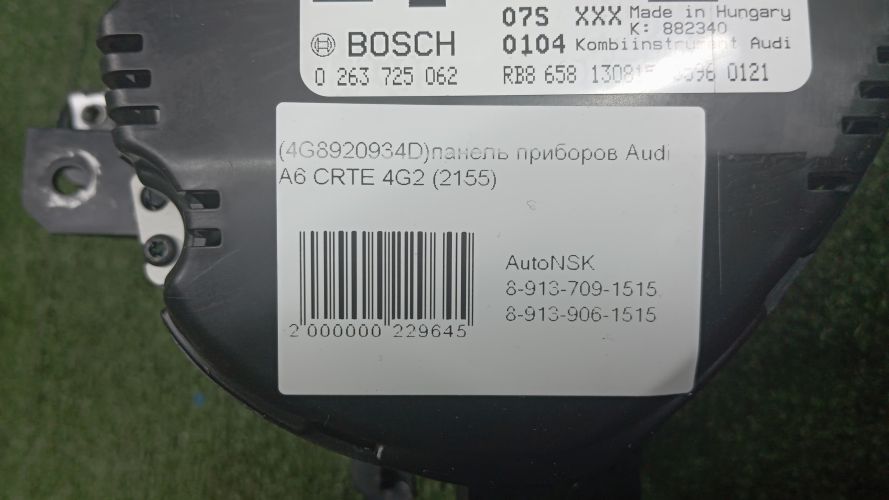 07S XXX Made in Hungary
K: 882340
BOSCH 0104 Kombiinstrument Audi
0 263 725 062 RB8 658 0121
(4G8920934D)панель приборов Audi
A6 CRTE 4G2 (2155)
AutoNSK
8-913-709-1515
8-913-906-1515
2 000000 229645